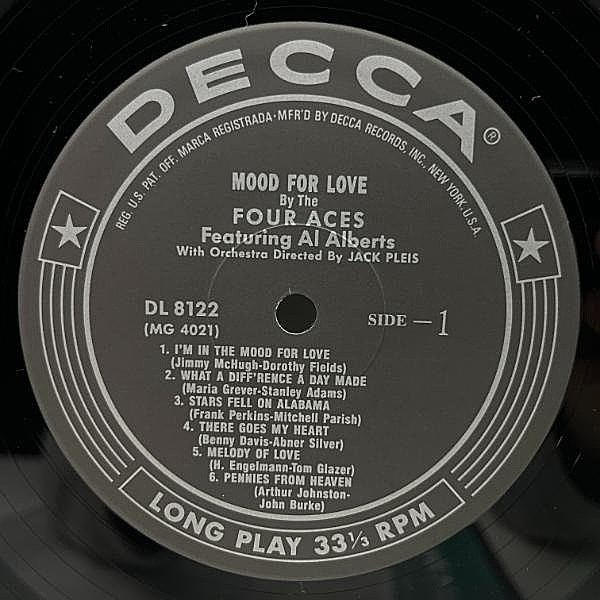 DECCA®
REG. U.S. PAT. OFF. MARCA REGISTRADA · MFR'D BY DECCA RECORDS, INC., NEW YORK, U.S.A.
MOOD FOR LOVE
By The
FOUR ACES
Featuring Al Alberts
With Orchestra Directed By JACK PLEIS
DL 8122
(MG 4021)
SIDE — 1
1. I'M IN THE MOOD FOR LOVE
(Jimmy McHugh-Dorothy Fields)
2. WHAT A DIFF'RENCE A DAY MADE
(Maria Grever-Stanley Adams)
3. STARS FELL ON ALABAMA
(Frank Perkins-Mitchell Parish)
4. THERE GOES MY HEART
(Benny Davis-Abner Silver)
5. MELODY OF LOVE
(H. Engelmann-Tom Glazer)
6. PENNIES FROM HEAVEN
(Arthur Johnston-
John Burke)
LONG PLAY 33⅓ RPM